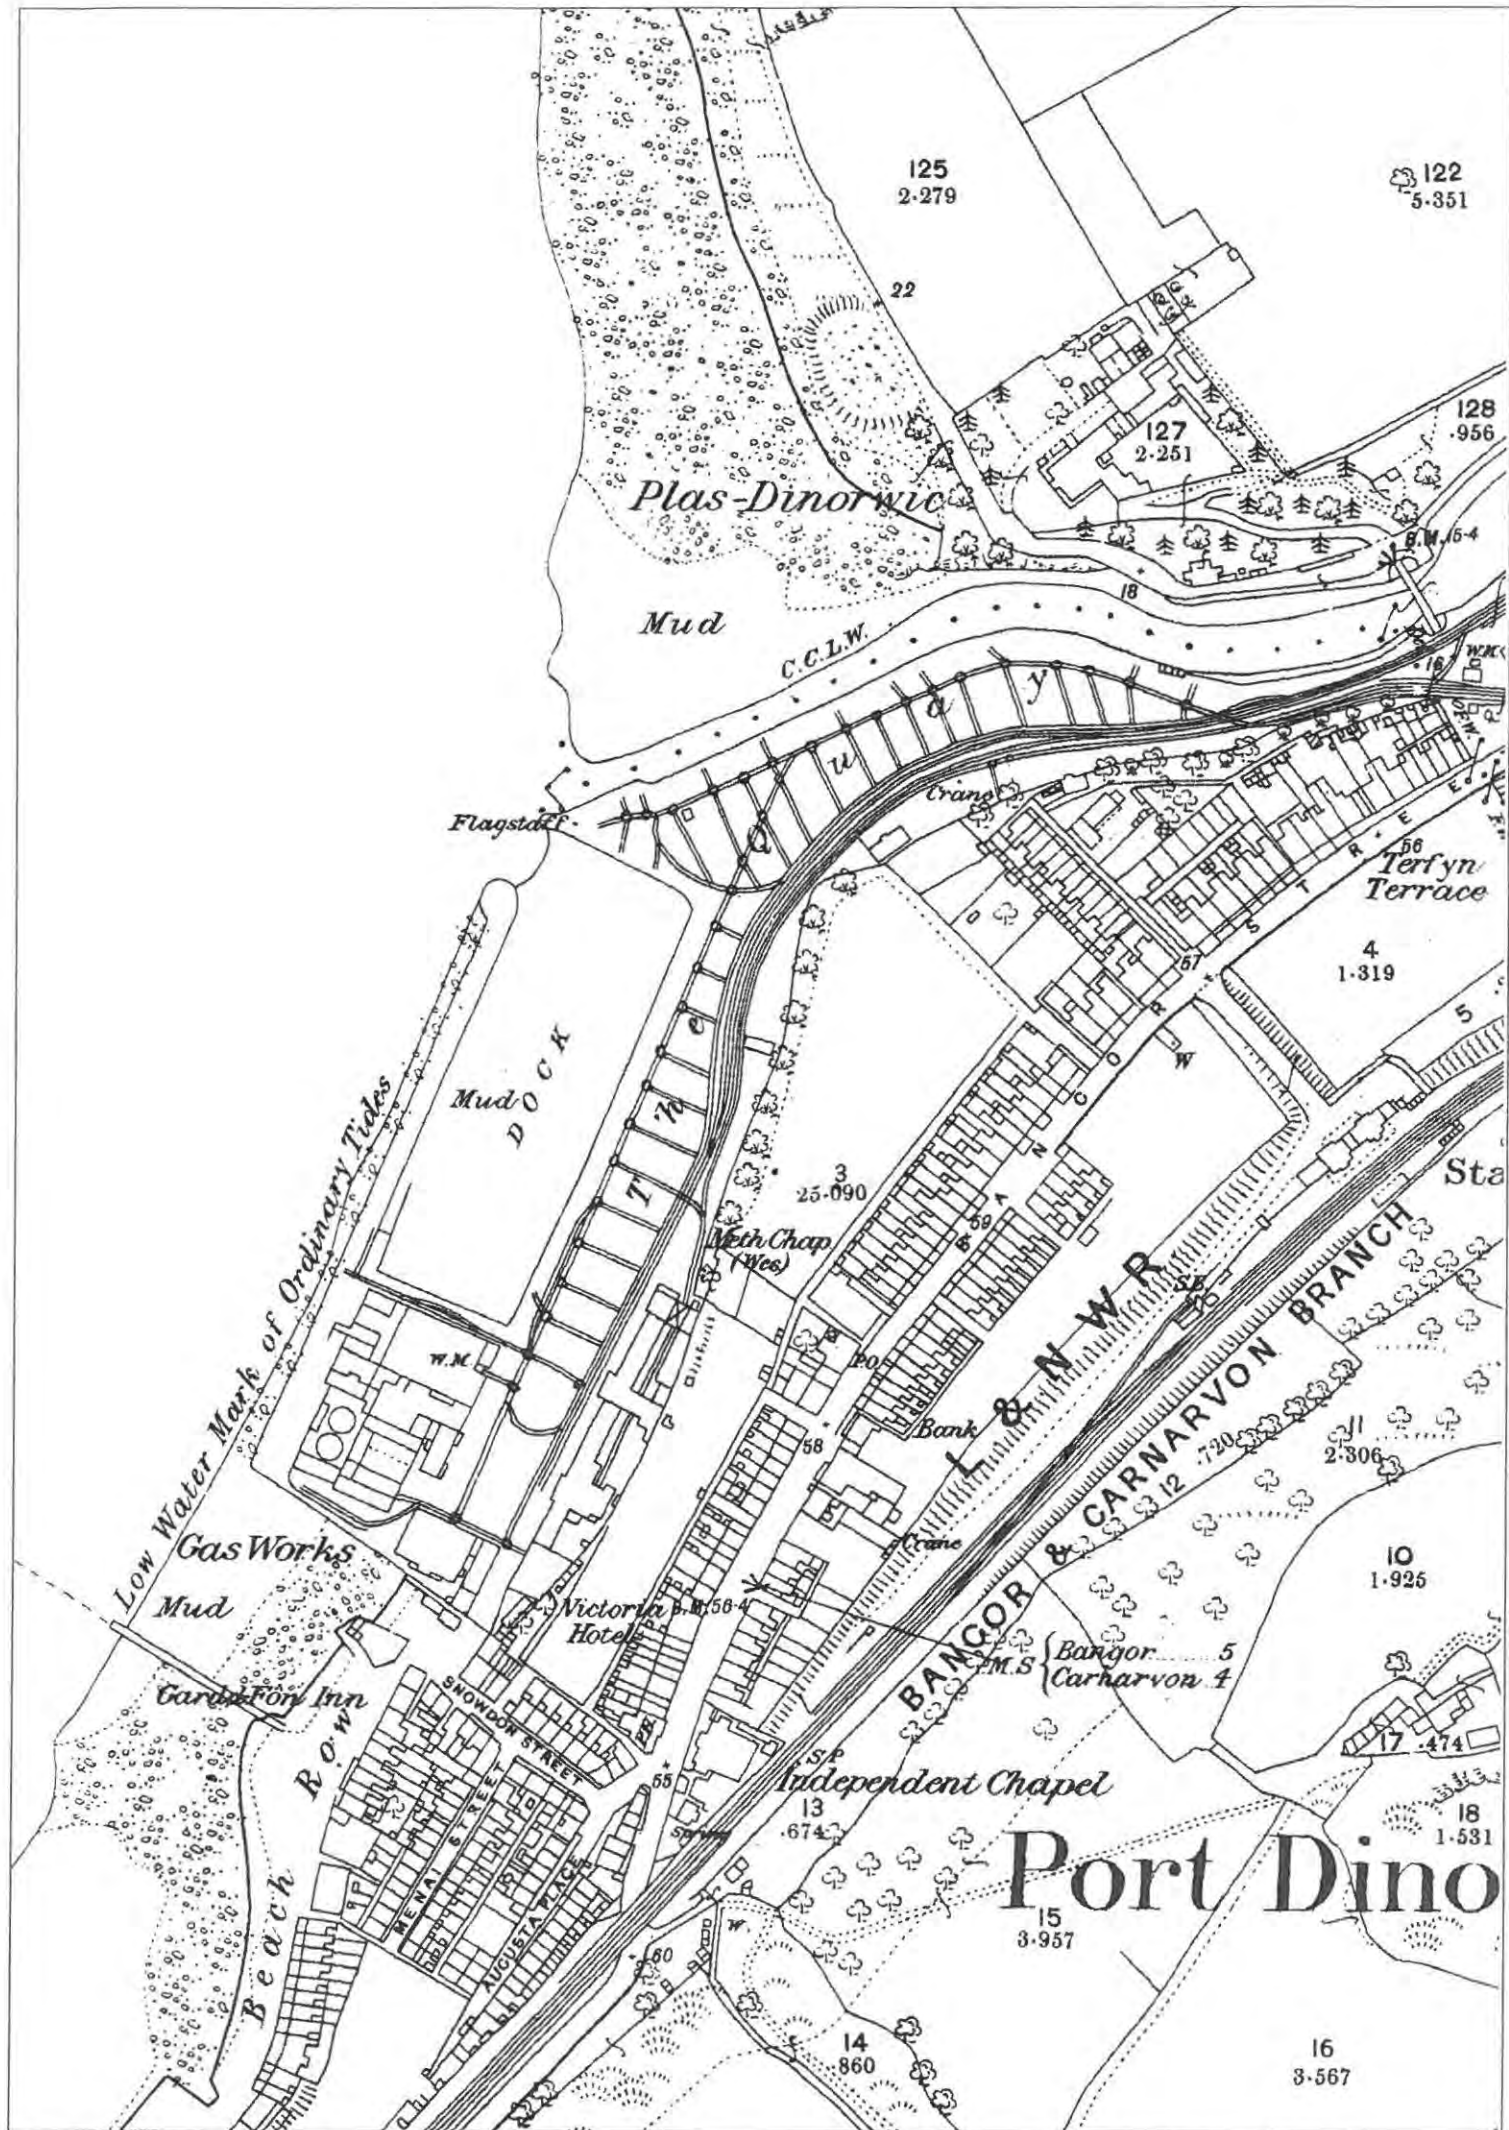 125
2·279
122
5·351
22
127
2·251
128
·956
Plas-Dinorwic
B.M.15·4
18
Mud
C.C.L.W.
16
W.M.
Crane
Flagstaff
The Quay
56
Terfyn
Terrace
57
4
1·319
5
W
BANGOR STREET
DOCK
Mud
3
25·090
Sta
Meth. Chap.
(Wes)
59
S.B.
L & N W R
BANGOR & CARNARVON BRANCH
W.M.
P.O.
Bank
58
Low Water Mark of Ordinary Tides
12 ·720
11
2·306
Crane
10
1·925
Gas Works
Mud
Victoria
Hotel
B.M.56·4
M.S
Bangor 5
Carnarvon 4
Garddfôn Inn
SNOWDON STREET
P.H.
17 ·474
S.P
55
Independent Chapel
13
·674
18
1·531
Spring
Beach Row
MENAI STREET
AUGUSTA PLACE
Port Dino
15
3·957
W.
60
14
·860
16
3·567